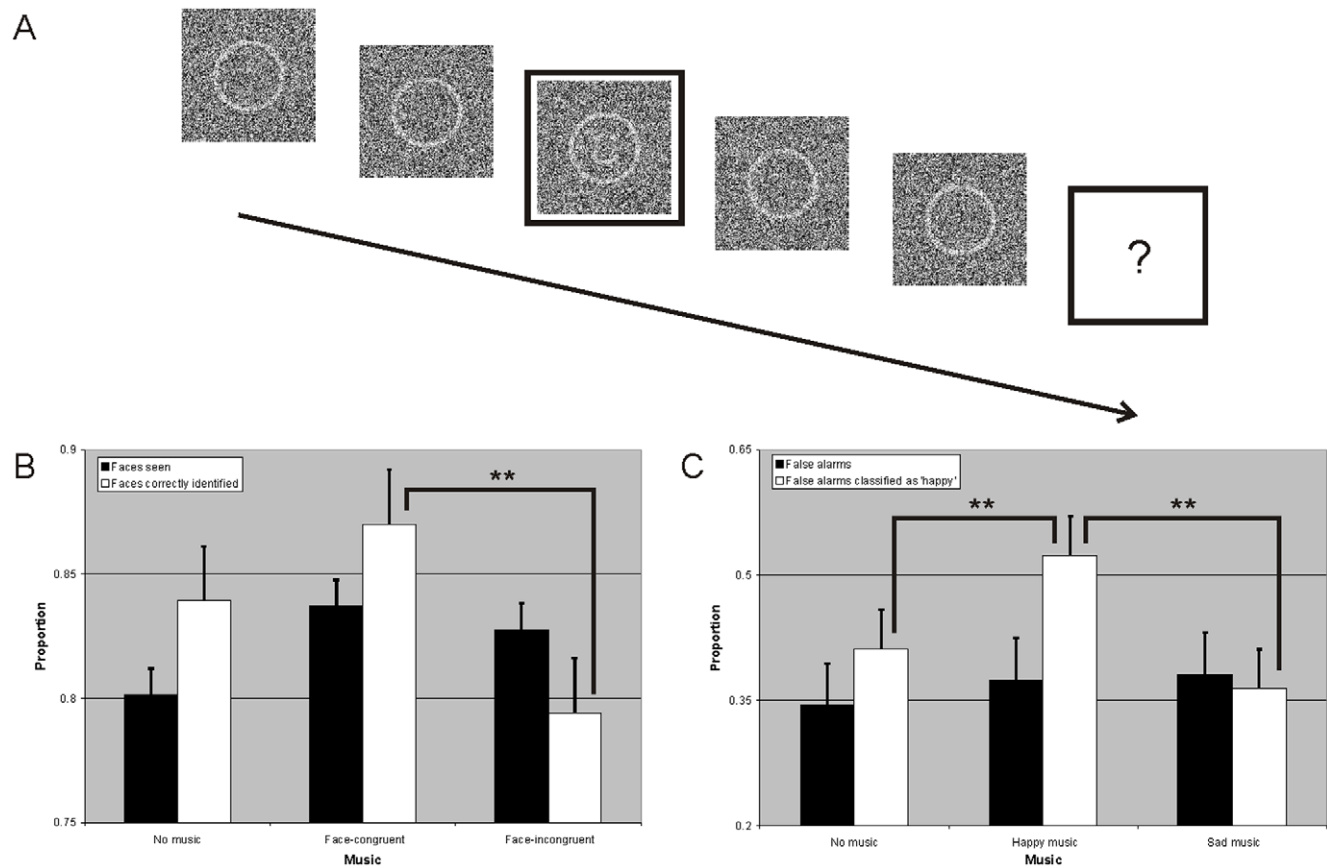 A
?
B
0.9
0.85
0.8
0.75
Proportion
Faces seen
Faces correctly identified
**
No music
Face-congruent
Face-incongruent
Music
C
0.65
0.5
0.35
0.2
Proportion
False alarms
False alarms classified as 'happy'
**
**
No music
Happy music
Sad music
Music